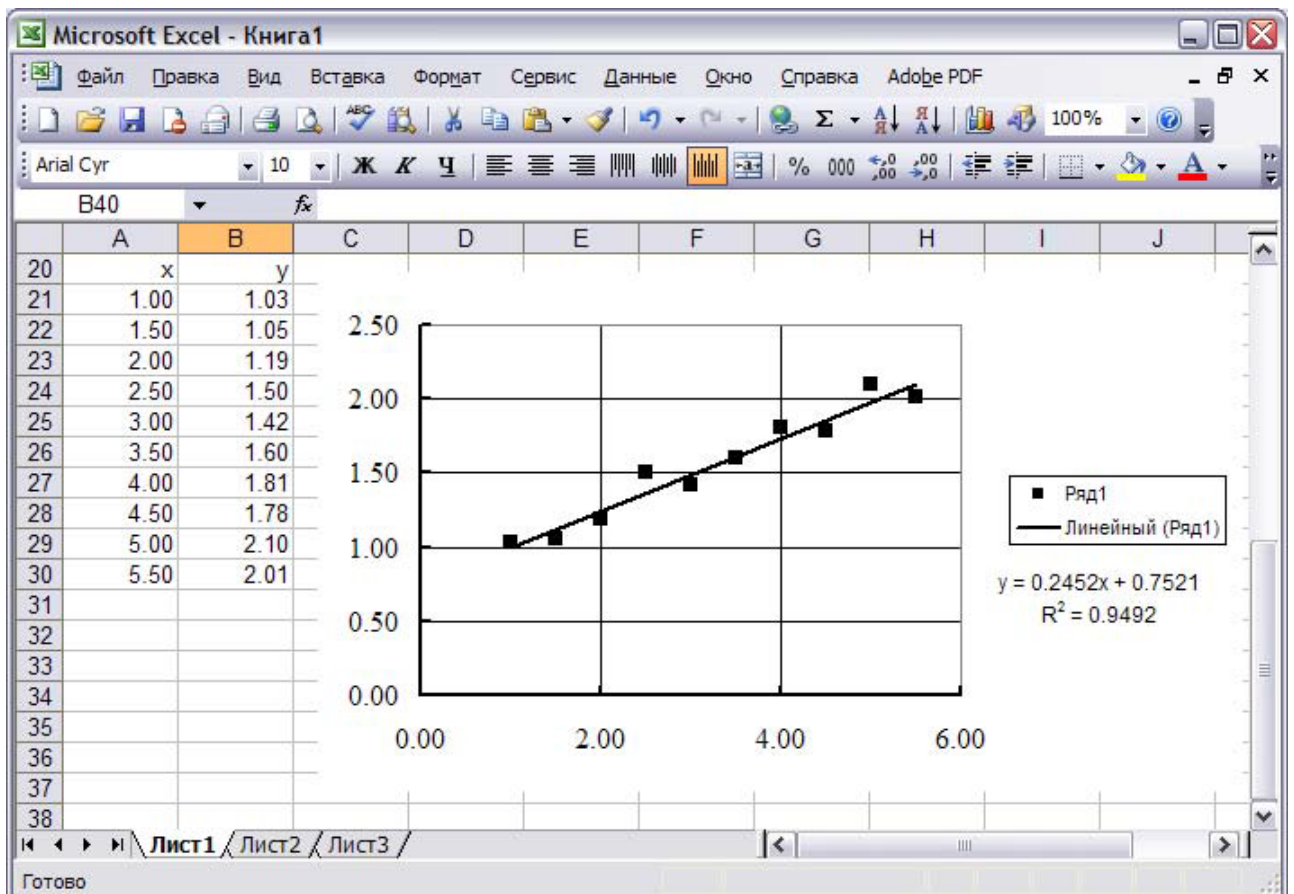 Microsoft Excel - Книга1
Файл Правка Вид Вставка Формат Сервис Данные Окно Справка Adobe PDF
100%
Arial Cyr 10 Ж К Ч % 000
B40 fx
A B C D E F G H I J
20 x y
21 1.00 1.03
22 1.50 1.05
23 2.00 1.19
24 2.50 1.50
25 3.00 1.42
26 3.50 1.60
27 4.00 1.81
28 4.50 1.78
29 5.00 2.10
30 5.50 2.01
31
32
33
34
35
36
37
38
2.50
2.00
1.50
1.00
0.50
0.00
0.00 2.00 4.00 6.00
Ряд1
Линейный (Ряд1)
y = 0.2452x + 0.7521
R² = 0.9492
Лист1 Лист2 Лист3
Готово